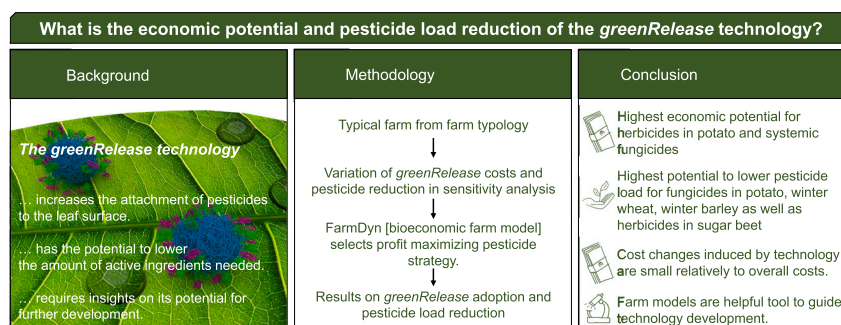 What is the economic potential and pesticide load reduction of the greenRelease technology?
Background
The greenRelease technology
… increases the attachment of pesticides
to the leaf surface.
… has the potential to lower
the amount of active ingredients needed.
… requires insights on its potential for
further development.
Methodology
Typical farm from farm typology
Variation of greenRelease costs and
pesticide reduction in sensitivity analysis
FarmDyn [bioeconomic farm model]
selects profit maximizing pesticide
strategy.
Results on greenRelease adoption and
pesticide load reduction
Conclusion
Highest economic potential for
herbicides in potato and systemic
fungicides
Highest potential to lower pesticide
load for fungicides in potato, winter
wheat, winter barley as well as
herbicides in sugar beet
Cost changes induced by technology
are small relatively to overall costs.
Farm models are helpful tool to guide
technology development.